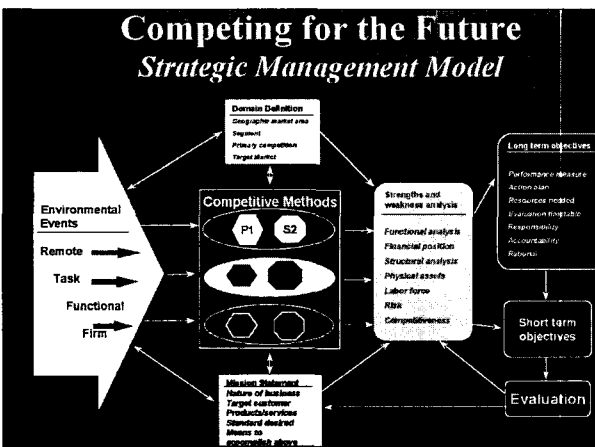 Competing for the Future
Strategic Management Model
Domain Definition
Geographic market area
Segment
Primary competition
Target Market
Environmental
Events
Remote
Task
Functional
Firm
Competitive Methods
P1 S2
Strengths and
weakness analysis
Functional analysis
Financial position
Structural analysis
Physical assets
Labor force
Risk
Competitiveness
Long term objectives
Performance measure
Action plan
Resources needed
Evaluation timetable
Responsibility
Accountability
Short term
objectives
Evaluation
Mission Statement
Nature of business
Target customer
Products/services
Standard desired
Means to
accomplish above